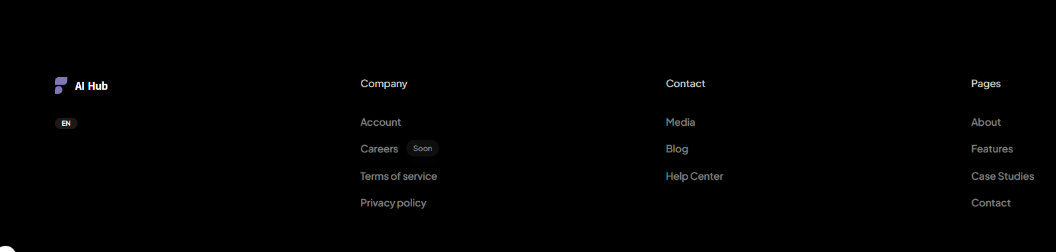 AI Hub
EN
Company
Account
Careers Soon
Terms of service
Privacy policy
Contact
Media
Blog
Help Center
Pages
About
Features
Case Studies
Contact